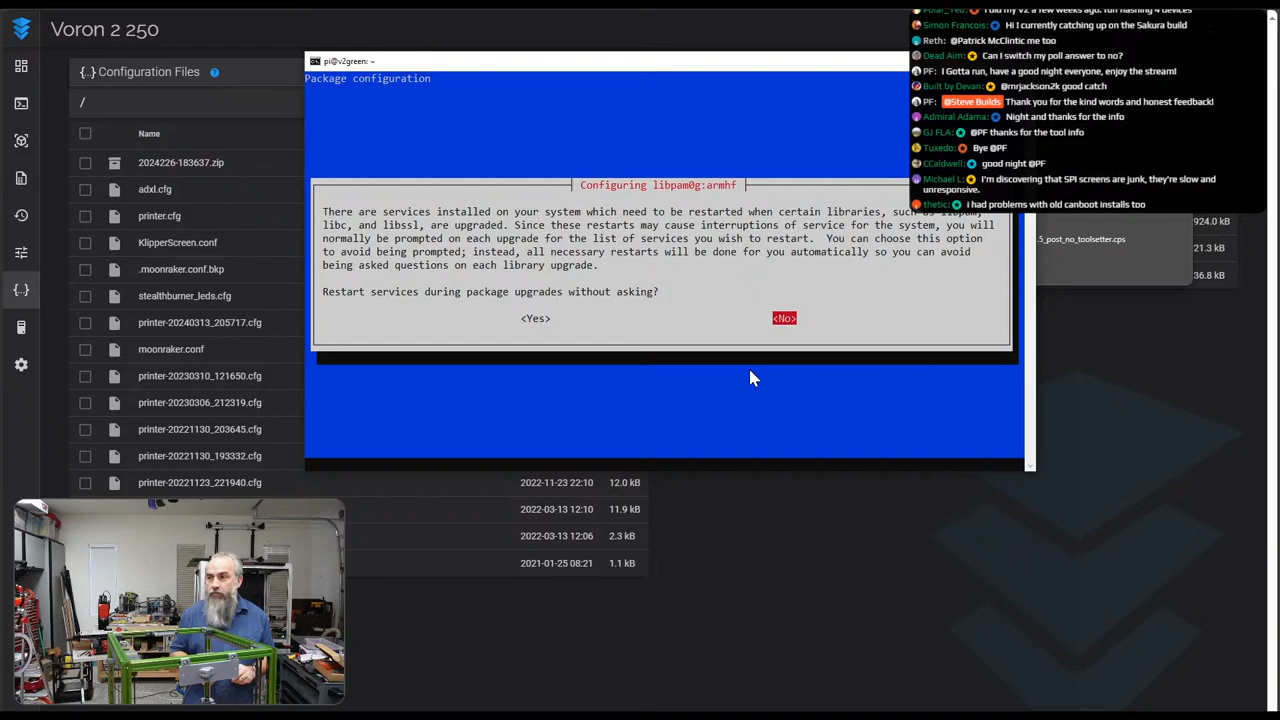 Voron 2 250
{..} Configuration Files
/
Name
2024226-183637.zip
adxl.cfg
printer.cfg
KlipperScreen.conf
.moonraker.conf.bkp
stealthburner_leds.cfg
printer-20240313_205717.cfg
moonraker.conf
printer-20230310_121650.cfg
printer-20230306_212319.cfg
printer-20221130_203645.cfg
printer-20221130_193332.cfg
printer-20221123_221940.cfg
2022-11-23 22:10 12.0 kB
2022-03-13 12:10 11.9 kB
2022-03-13 12:06 2.3 kB
2021-01-25 08:21 1.1 kB
pi@v2green: ~
Package configuration
Configuring libpam0g:armhf
There are services installed on your system which need to be restarted when certain libraries, such as libpam,
libc, and libssl, are upgraded. Since these restarts may cause interruptions of service for the system, you will
normally be prompted on each upgrade for the list of services you wish to restart. You can choose this option
to avoid being prompted; instead, all necessary restarts will be done for you automatically so you can avoid
being asked questions on each library upgrade.
Restart services during package upgrades without asking?
<Yes> <No>
Simon Francois: Hi I currently catching up on the Sakura build
Reth: @Patrick McClintic me too
Dead Aim: Can I switch my poll answer to no?
PF: I Gotta run, have a good night everyone, enjoy the stream!
Built by Devan: @mrjackson2k good catch
PF: @Steve Builds Thank you for the kind words and honest feedback!
Admiral Adama: Night and thanks for the info
GJ FLA: @PF thanks for the tool info
Tuxedo: Bye @PF
CCaldwell: good night @PF
Michael L: I'm discovering that SPI screens are junk, they're slow and
unresponsive.
thetic: i had problems with old canboot installs too
924.0 kB
.5_post_no_toolsetter.cps
21.3 kB
36.8 kB